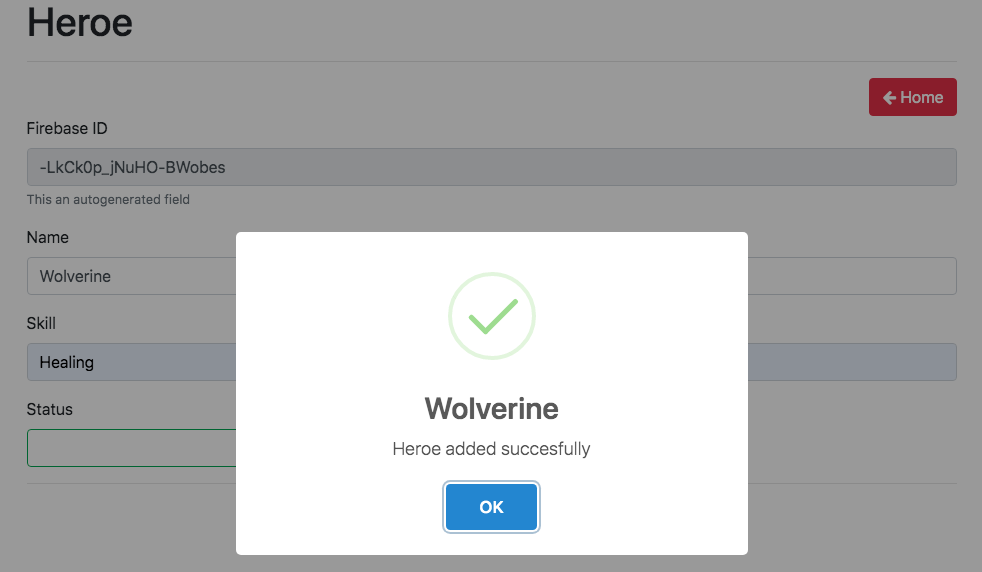 Heroe
Home
Firebase ID
-LkCk0p_jNuHO-BWobes
This an autogenerated field
Name
Wolverine
Skill
Healing
Status
Wolverine
Heroe added succesfully
OK